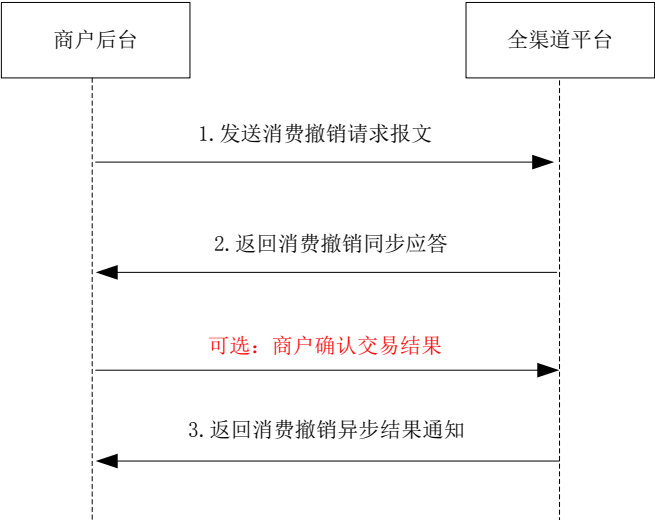 商户后台
全渠道平台
1.发送消费撤销请求报文
2.返回消费撤销同步应答
可选：商户确认交易结果
3.返回消费撤销异步结果通知